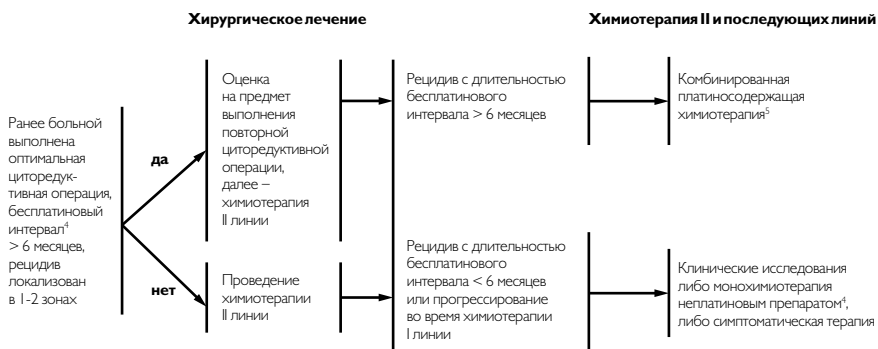 Хирургическое лечение
Химиотерапия II и последующих линий
Ранее больной
выполнена
оптимальная
циторедук-
тивная операция,
бесплатиновый
интервал⁴
> 6 месяцев,
рецидив
локализован
в 1-2 зонах
да
нет
Оценка
на предмет
выполнения
повторной
циторедуктивной
операции,
далее –
химиотерапия
II линии
Проведение
химиотерапии
II линии
Рецидив с длительностью
бесплатинового
интервала > 6 месяцев
Рецидив с длительностью
бесплатинового
интервала < 6 месяцев
или прогрессирование
во время химиотерапии
I линии
Комбинированная
платиносодержащая
химиотерапия⁵
Клинические исследования
либо монохимиотерапия
неплатиновым препаратом⁴,
либо симптоматическая терапия